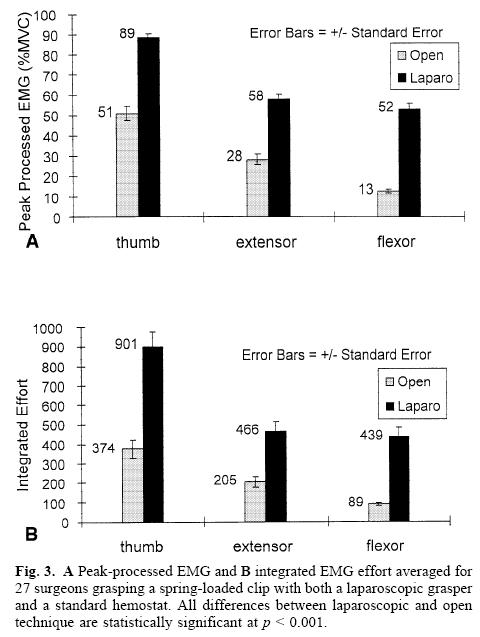 Peak Processed EMG (%MVC)
100
90
80
70
60
50
40
30
20
10
0
89
51
58
28
52
13
Error Bars = +/- Standard Error
Open
Laparo
A
thumb extensor flexor
Integrated Effort
1000
900
800
700
600
500
400
300
200
100
0
901
374
466
205
439
89
Error Bars = +/- Standard Error
Open
Laparo
B
thumb extensor flexor
Fig. 3. A Peak-processed EMG and B integrated EMG effort averaged for
27 surgeons grasping a spring-loaded clip with both a laparoscopic grasper
and a standard hemostat. All differences between laparoscopic and open
technique are statistically significant at p < 0.001.